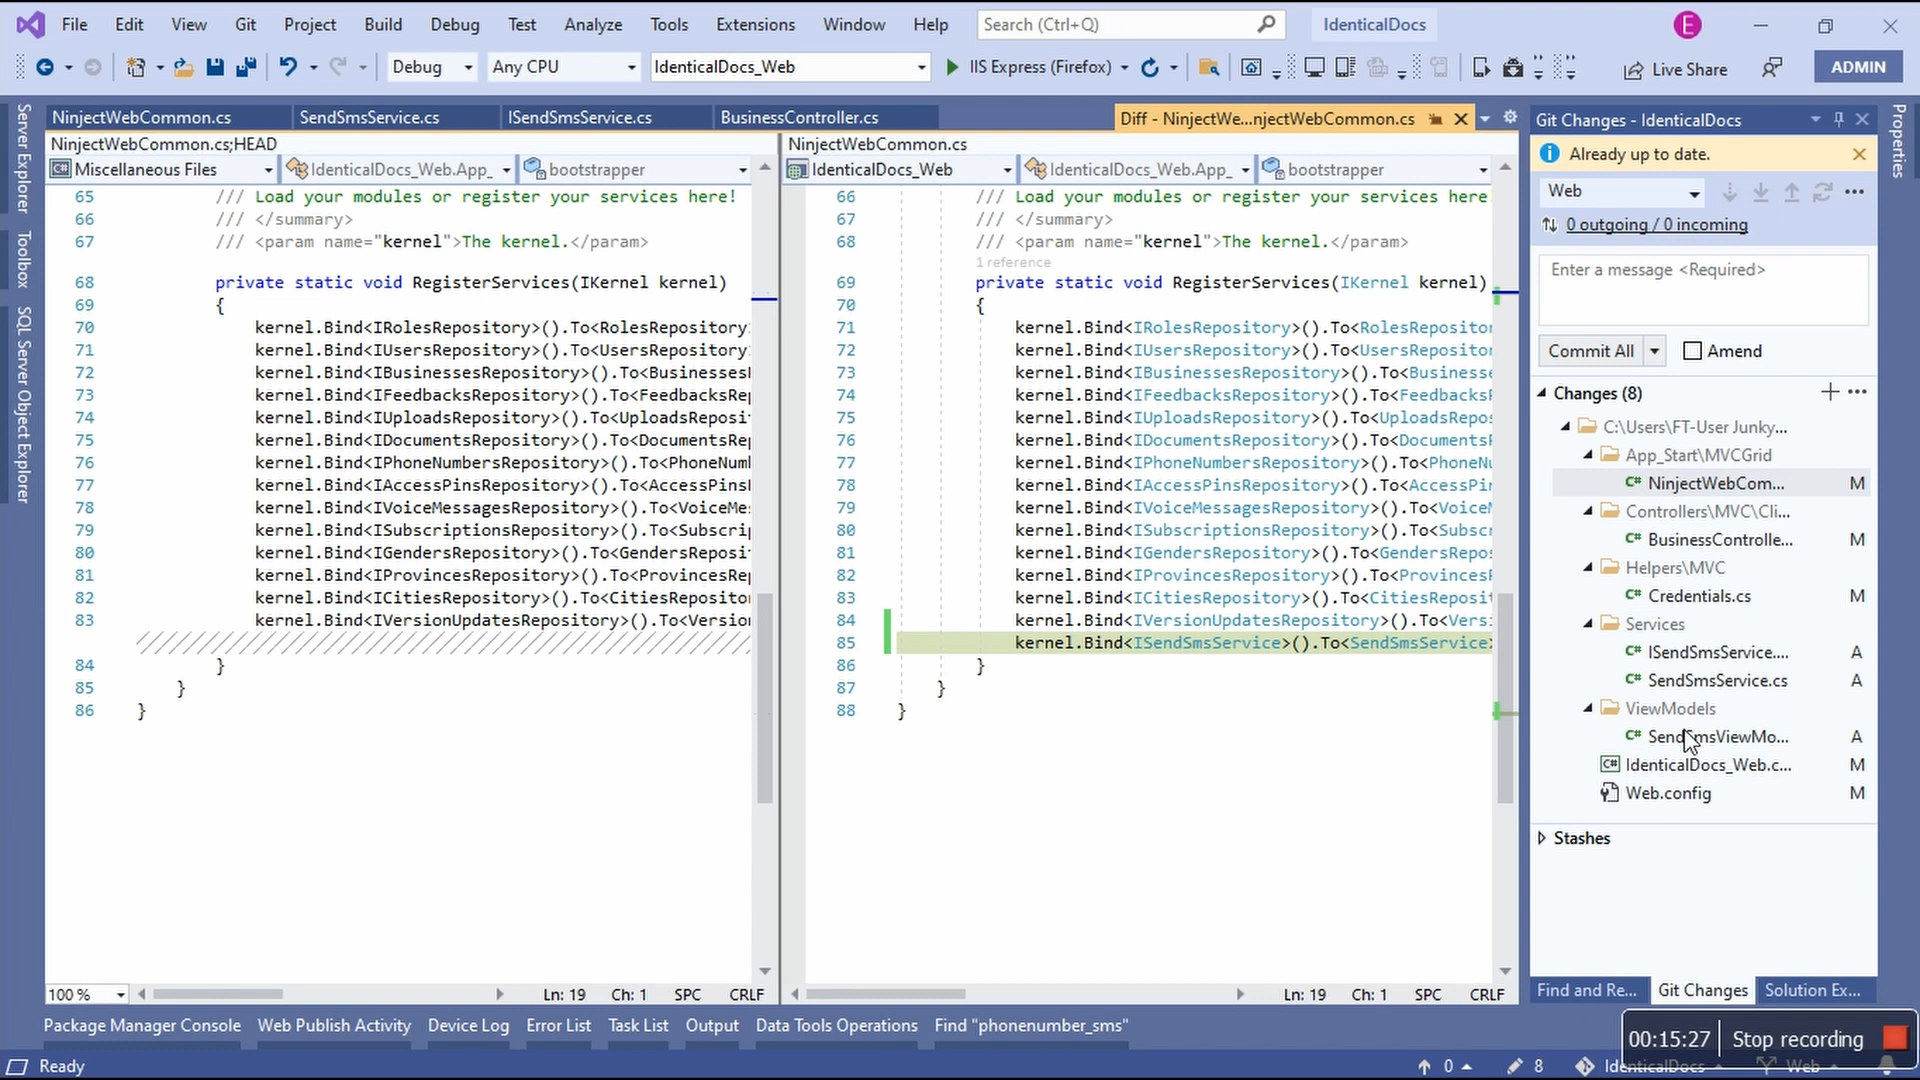 File Edit View Git Project Build Debug Test Analyze Tools Extensions Window Help Search (Ctrl+Q) IdenticalDocs E
Debug Any CPU IdenticalDocs_Web IIS Express (Firefox) Live Share ADMIN
Server Explorer
Toolbox
SQL Server Object Explorer
NinjectWebCommon.cs SendSmsService.cs ISendSmsService.cs BusinessController.cs Diff - NinjectWe...njectWebCommon.cs
NinjectWebCommon.cs;HEAD
Miscellaneous Files IdenticalDocs_Web.App_ bootstrapper
65 /// Load your modules or register your services here!
66 /// </summary>
67 /// <param name="kernel">The kernel.</param>
68 private static void RegisterServices(IKernel kernel)
69 {
70 kernel.Bind<IRolesRepository>().To<RolesRepository
71 kernel.Bind<IUsersRepository>().To<UsersRepository
72 kernel.Bind<IBusinessesRepository>().To<Businesses
73 kernel.Bind<IFeedbacksRepository>().To<FeedbacksRe
74 kernel.Bind<IUploadsRepository>().To<UploadsReposi
75 kernel.Bind<IDocumentsRepository>().To<DocumentsRe
76 kernel.Bind<IPhoneNumbersRepository>().To<PhoneNum
77 kernel.Bind<IAccessPinsRepository>().To<AccessPins
78 kernel.Bind<IVoiceMessagesRepository>().To<VoiceMe
79 kernel.Bind<ISubscriptionsRepository>().To<Subscri
80 kernel.Bind<IGendersRepository>().To<GendersReposi
81 kernel.Bind<IProvincesRepository>().To<ProvincesRe
82 kernel.Bind<ICitiesRepository>().To<CitiesReposito
83 kernel.Bind<IVersionUpdatesRepository>().To<Versio
84 }
85 }
86 }
100 % Ln: 19 Ch: 1 SPC CRLF
NinjectWebCommon.cs
IdenticalDocs_Web IdenticalDocs_Web.App_ bootstrapper
66 /// Load your modules or register your services here
67 /// </summary>
68 /// <param name="kernel">The kernel.</param>
1 reference
69 private static void RegisterServices(IKernel kernel)
70 {
71 kernel.Bind<IRolesRepository>().To<RolesRepositor
72 kernel.Bind<IUsersRepository>().To<UsersRepositor
73 kernel.Bind<IBusinessesRepository>().To<Businesse
74 kernel.Bind<IFeedbacksRepository>().To<FeedbacksR
75 kernel.Bind<IUploadsRepository>().To<UploadsRepos
76 kernel.Bind<IDocumentsRepository>().To<DocumentsR
77 kernel.Bind<IPhoneNumbersRepository>().To<PhoneNu
78 kernel.Bind<IAccessPinsRepository>().To<AccessPin
79 kernel.Bind<IVoiceMessagesRepository>().To<VoiceM
80 kernel.Bind<ISubscriptionsRepository>().To<Subscr
81 kernel.Bind<IGendersRepository>().To<GendersRepos
82 kernel.Bind<IProvincesRepository>().To<ProvincesR
83 kernel.Bind<ICitiesRepository>().To<CitiesReposit
84 kernel.Bind<IVersionUpdatesRepository>().To<Versi
85 kernel.Bind<ISendSmsService>().To<SendSmsService>
86 }
87 }
88 }
Ln: 19 Ch: 1 SPC CRLF
Git Changes - IdenticalDocs
Already up to date.
Web
0 outgoing / 0 incoming
Enter a message <Required>
Commit All Amend
Changes (8)
C:\Users\FT-User Junky...
App_Start\MVCGrid
C# NinjectWebCom... M
Controllers\MVC\Cli...
C# BusinessControlle... M
Helpers\MVC
C# Credentials.cs M
Services
C# ISendSmsService.... A
C# SendSmsService.cs A
ViewModels
C# SendSmsViewMo... A
C# IdenticalDocs_Web.c... M
Web.config M
Stashes
Find and Re... Git Changes Solution Ex...
Properties
Package Manager Console Web Publish Activity Device Log Error List Task List Output Data Tools Operations Find "phonenumber_sms"
00:15:27 Stop recording
Ready 0 8 IdenticalDocs Web